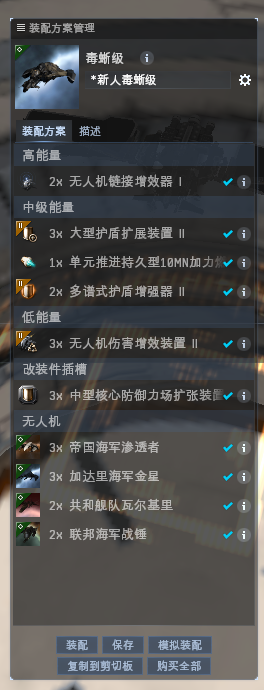 装配方案管理
毒蜥级
*新人毒蜥级
装配方案 描述
高能量
2x 无人机链接增效器 I
中级能量
3x 大型护盾扩展装置 II
1x 单元推进持久型10MN加力燃
2x 多谱式护盾增强器 II
低能量
3x 无人机伤害增效装置 II
改装件插槽
3x 中型核心防御力场扩张装置
无人机
3x 帝国海军渗透者
3x 加达里海军金星
2x 共和舰队瓦尔基里
2x 联邦海军战锤
装配 保存 模拟装配
复制到剪切板 购买全部